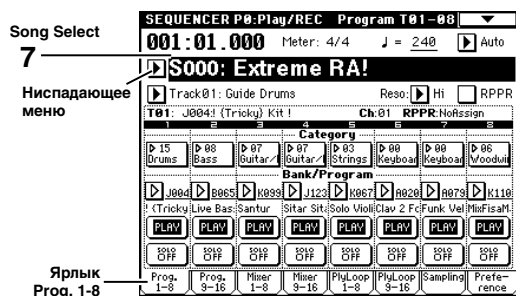 SEQUENCER P0:Play/REC Program T01-08
Song Select
001:01.000 Meter: 4/4 ♩ = 240 Auto
7
S000: Extreme RA!
Ниспадающее
меню
Track01: Guide Drums Reso: Hi RPPR
T01: J004:! {Tricky} Kit ! Ch:01 RPPR:NoAssign
1 2 3 4 5 6 7 8
Category
15 08 07 07 03 00 00 06
Drums Bass Guitar/ Guitar/ Strings Keyboar Keyboar Woodwi
Bank/Program
J004 B065 K099 J123 K067 A020 A079 K110
! {Tricky Live Bas Santur Sitar Sita Solo Violi Clav 2 Fc Funk Vel MixFisaM
PLAY PLAY PLAY PLAY PLAY PLAY PLAY PLAY
SOLO SOLO SOLO SOLO SOLO SOLO SOLO SOLO
OFF OFF OFF OFF OFF OFF OFF OFF
Ярлык
Prog. 1-8
Prog. Prog. Mixer Mixer PlyLoop PlyLoop Sampling Prefe-
1-8 9-16 1-8 9-16 1-8 9-16 rence